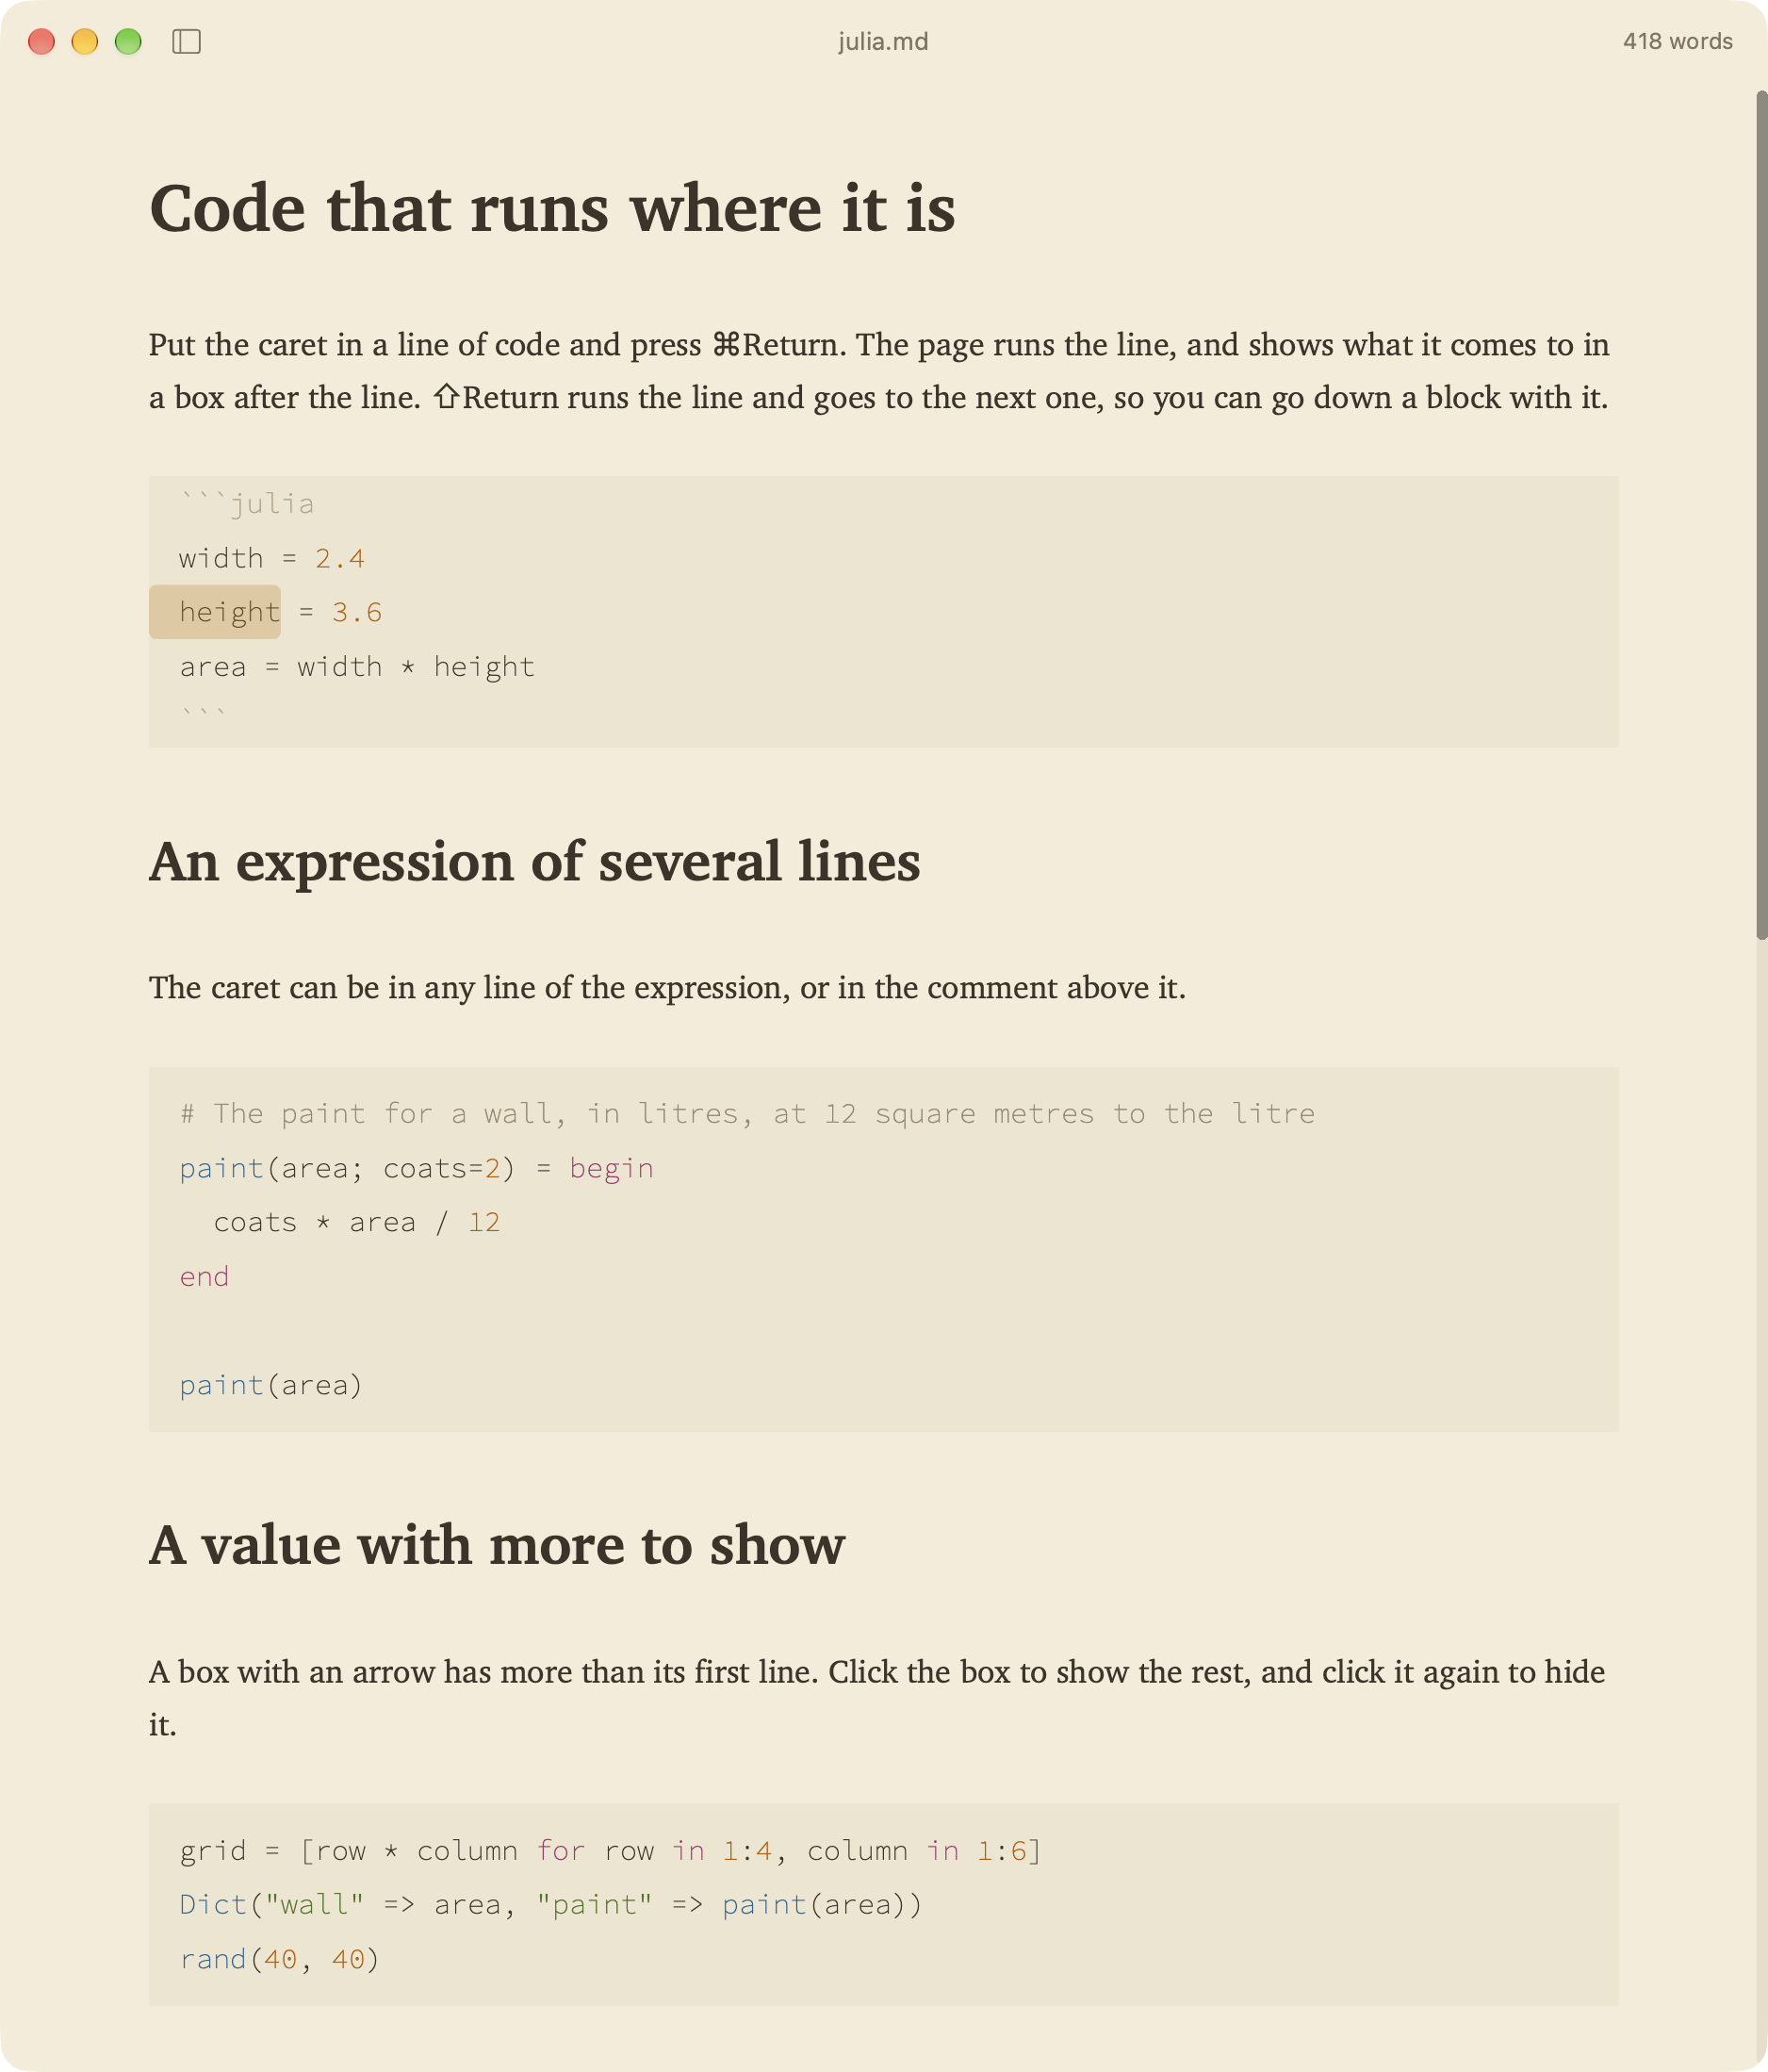 julia.md
418 words
Code that runs where it is
Put the caret in a line of code and press ⌘Return. The page runs the line, and shows what it comes to in
a box after the line. ⇧Return runs the line and goes to the next one, so you can go down a block with it.
```julia
width = 2.4
height = 3.6
area = width * height
```
An expression of several lines
The caret can be in any line of the expression, or in the comment above it.
# The paint for a wall, in litres, at 12 square metres to the litre
paint(area; coats=2) = begin
  coats * area / 12
end
paint(area)
A value with more to show
A box with an arrow has more than its first line. Click the box to show the rest, and click it again to hide
it.
grid = [row * column for row in 1:4, column in 1:6]
Dict("wall" => area, "paint" => paint(area))
rand(40, 40)